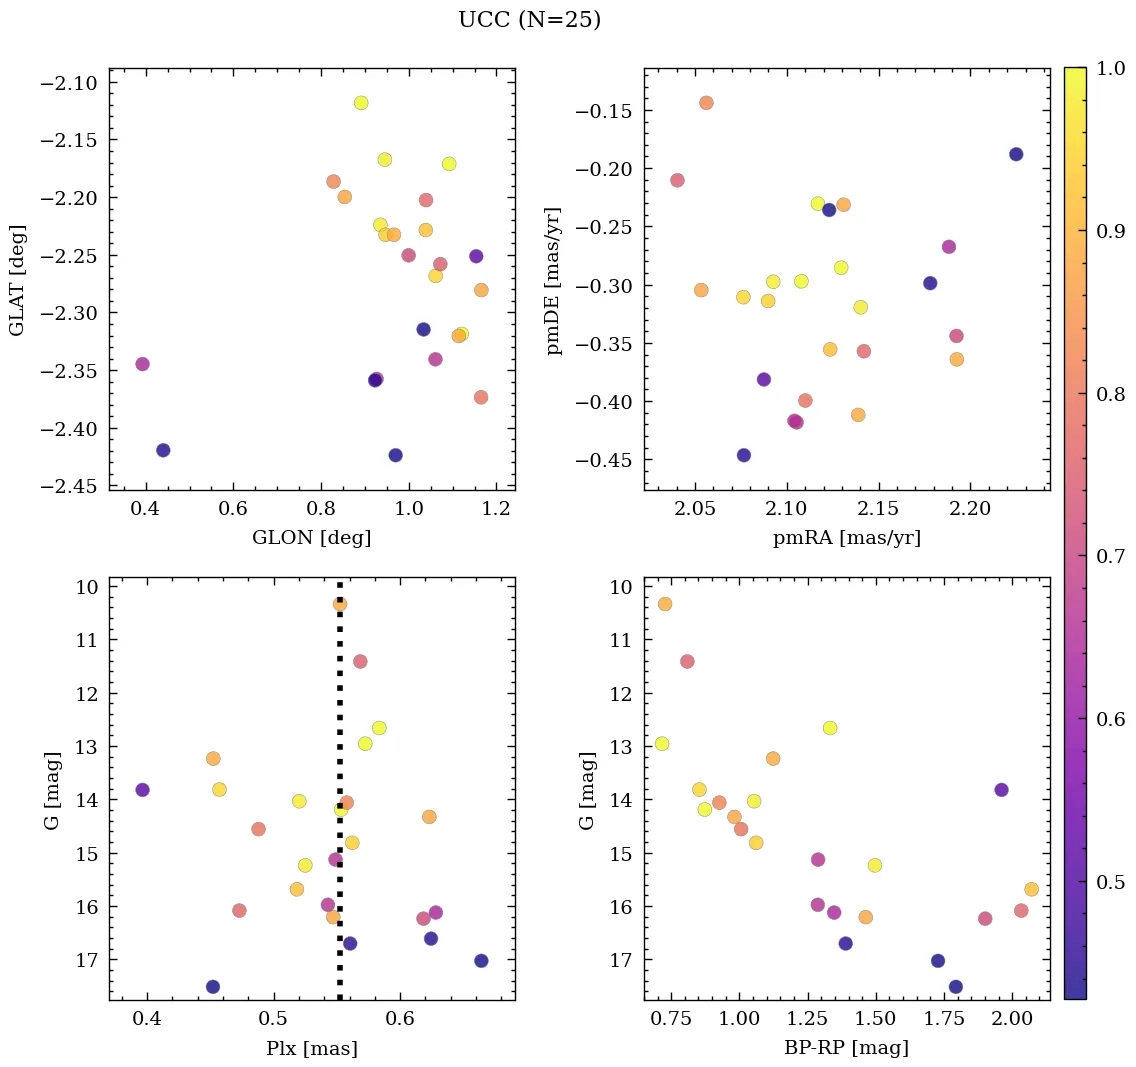 UCC (N=25)
−2.10
−2.15
−2.20
−2.25
−2.30
−2.35
−2.40
−2.45
GLAT [deg]
0.4 0.6 0.8 1.0 1.2
GLON [deg]
−0.15
−0.20
−0.25
−0.30
−0.35
−0.40
−0.45
pmDE [mas/yr]
2.05 2.10 2.15 2.20
pmRA [mas/yr]
10
11
12
13
14
15
16
17
G [mag]
0.4 0.5 0.6
Plx [mas]
10
11
12
13
14
15
16
17
G [mag]
0.75 1.00 1.25 1.50 1.75 2.00
BP-RP [mag]
1.0
0.9
0.8
0.7
0.6
0.5